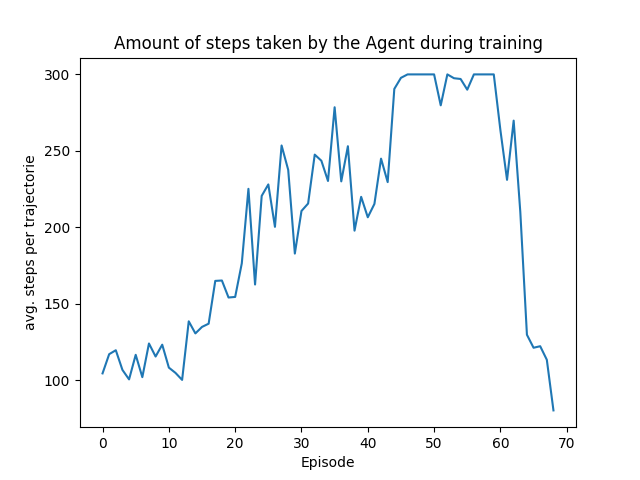 Amount of steps taken by the Agent during training
avg. steps per trajectorie
300
250
200
150
100
0 10 20 30 40 50 60 70
Episode